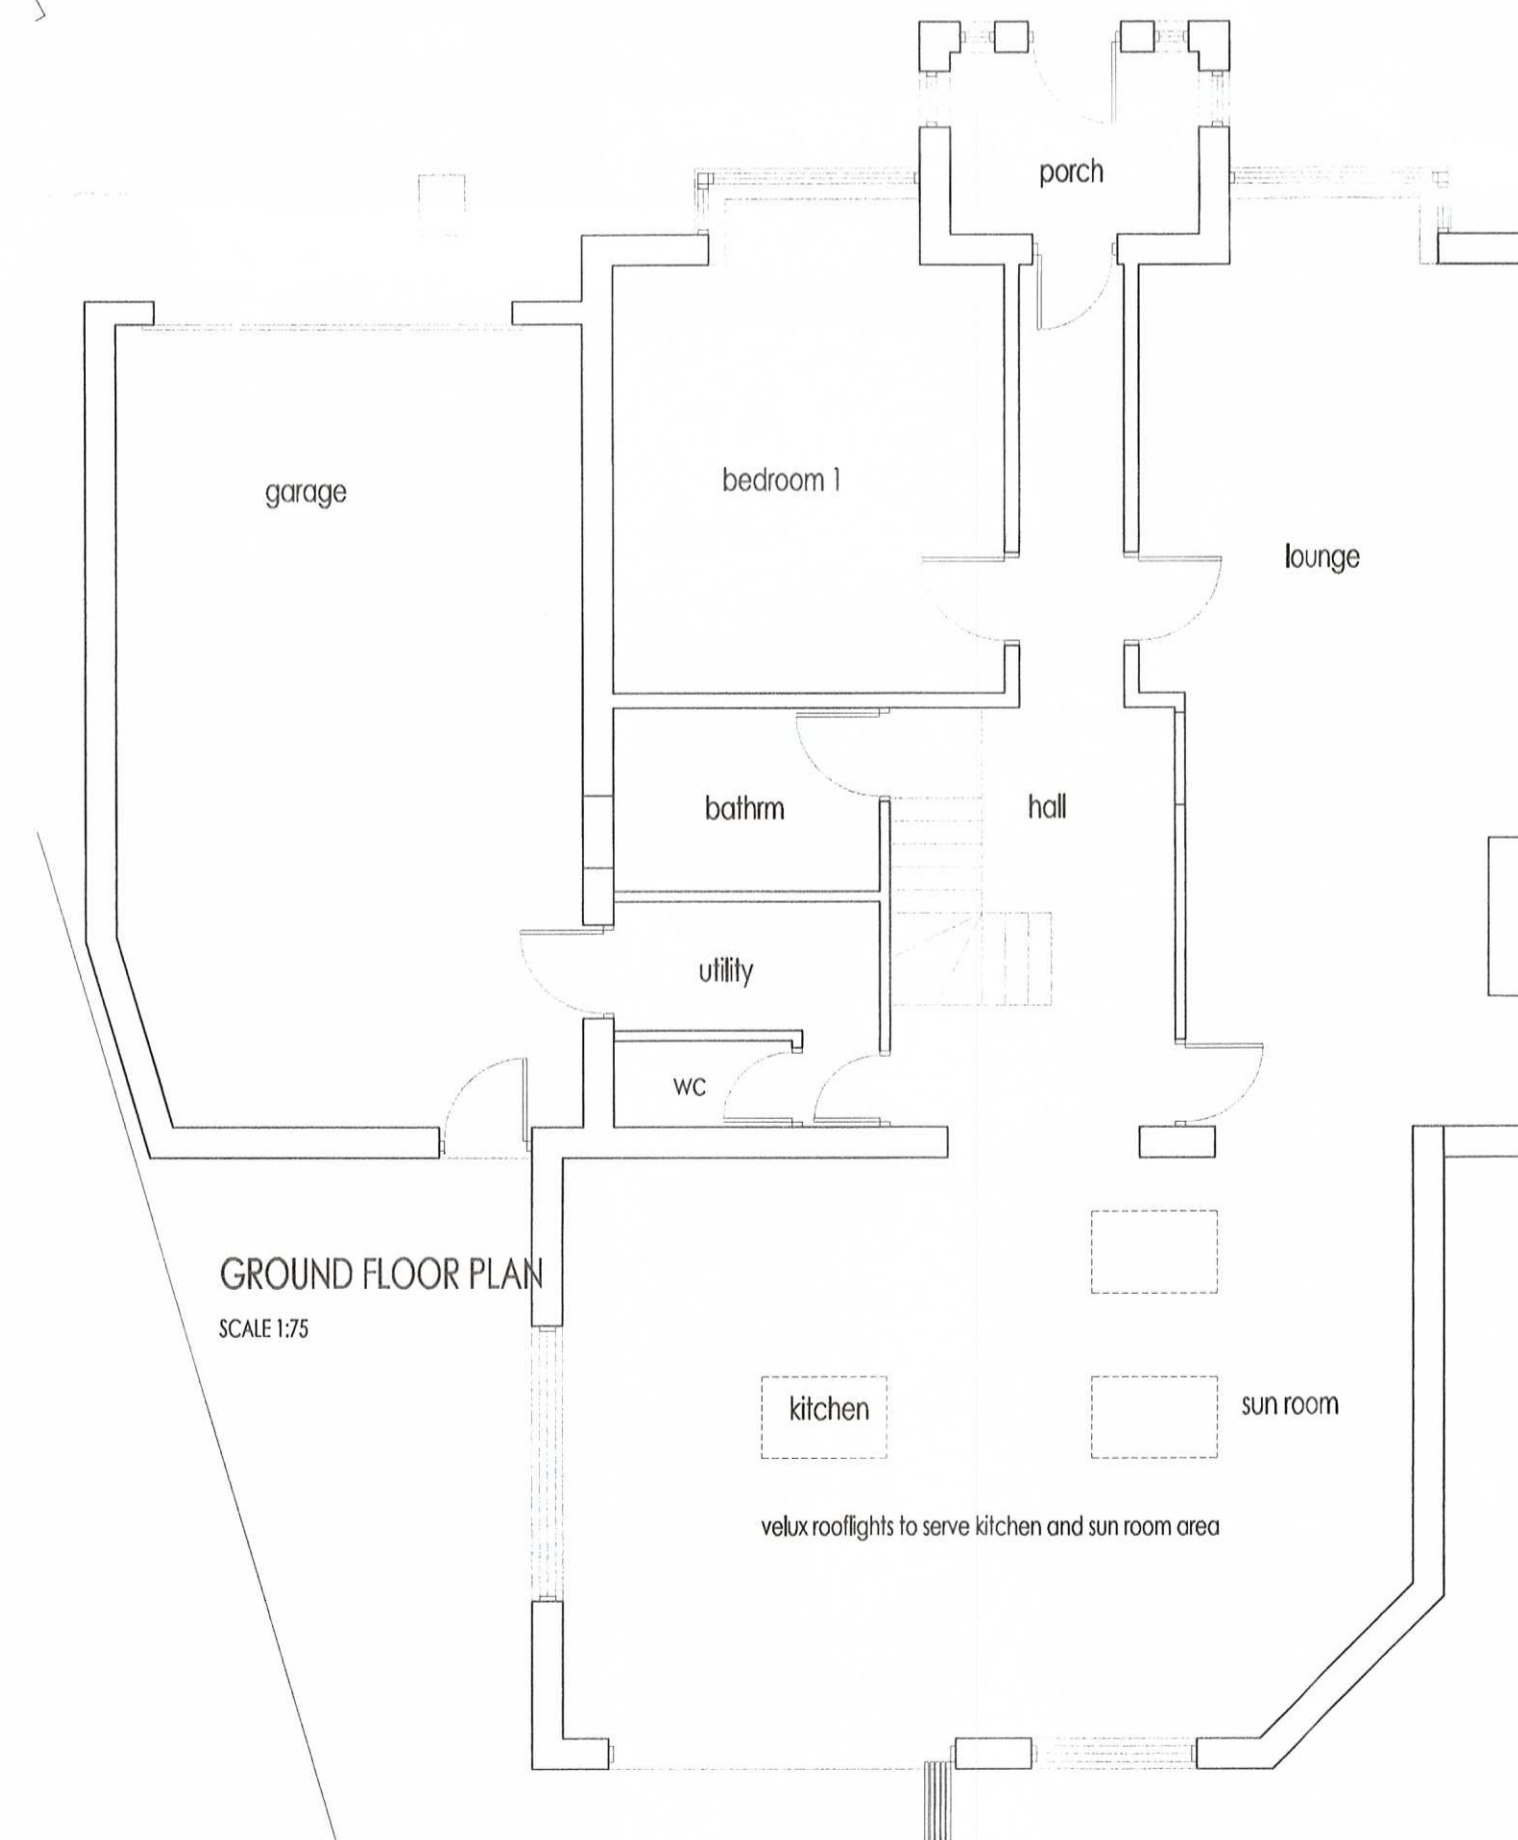 porch
bedroom 1
garage
lounge
bathrm
hall
utility
wc
GROUND FLOOR PLAN
SCALE 1:75
kitchen
sun room
velux rooflights to serve kitchen and sun room area